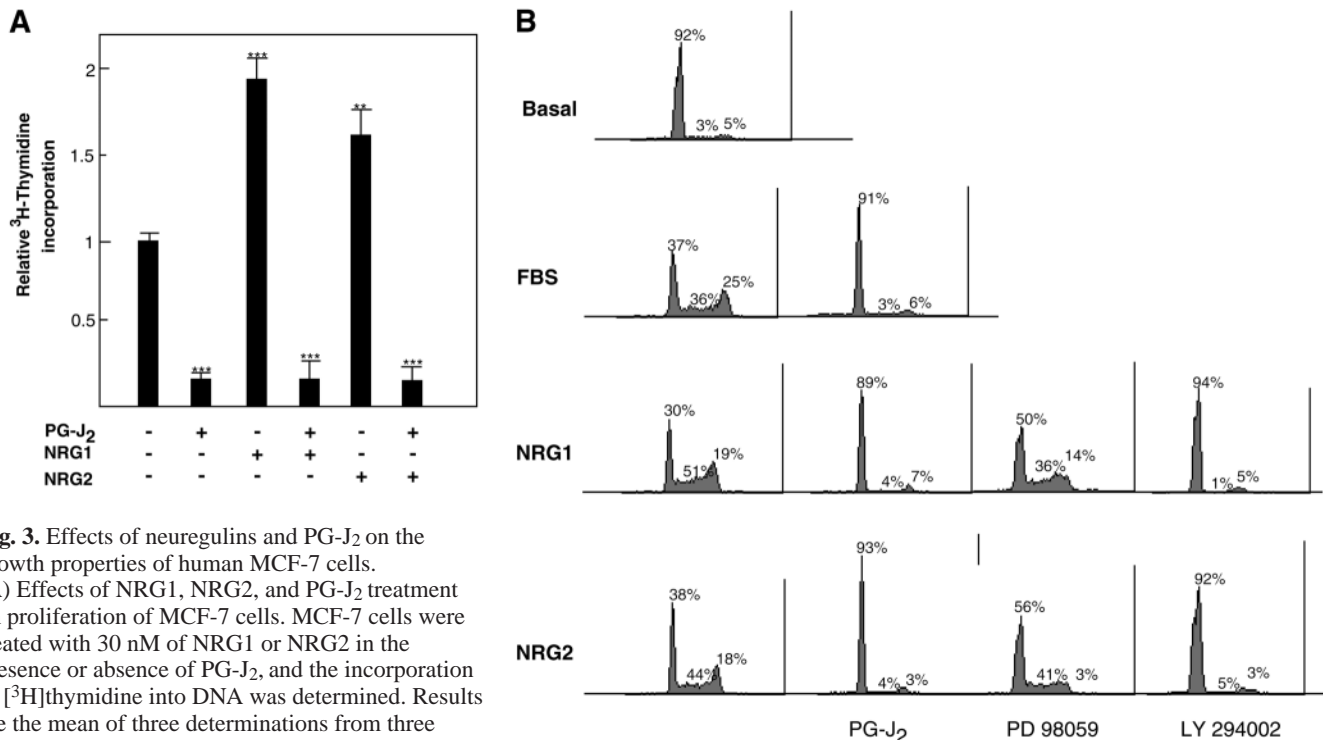 A
B
2
1.5
1
0.5
Relative ³H-Thymidine
incorporation
***
***
***
**
***
PG-J₂ - + - + - +
NRG1 - - + + - -
NRG2 - - - - + +
Basal
92%
3%
5%
FBS
37%
36%
25%
91%
3%
6%
NRG1
30%
51%
19%
89%
4%
7%
50%
36%
14%
94%
1%
5%
NRG2
38%
44%
18%
93%
4%
3%
56%
41%
3%
92%
5%
3%
PG-J₂
PD 98059
LY 294002
g. 3. Effects of neuregulins and PG-J₂ on the
owth properties of human MCF-7 cells.
) Effects of NRG1, NRG2, and PG-J₂ treatment
proliferation of MCF-7 cells. MCF-7 cells were
eated with 30 nM of NRG1 or NRG2 in the
esence or absence of PG-J₂, and the incorporation
[³H]thymidine into DNA was determined. Results
e the mean of three determinations from three